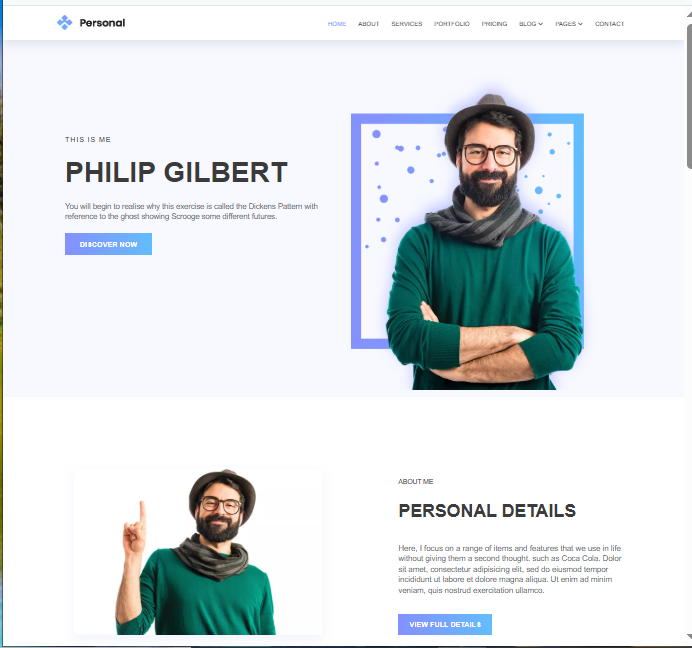 Personal
HOME ABOUT SERVICES PORTFOLIO PRICING BLOG PAGES CONTACT
THIS IS ME
PHILIP GILBERT
You will begin to realise why this exercise is called the Dickens Pattern with
reference to the ghost showing Scrooge some different futures.
DISCOVER NOW
ABOUT ME
PERSONAL DETAILS
Here, I focus on a range of items and features that we use in life
without giving them a second thought. such as Coca Cola. Dolor
sit amet, consectetur adipisicing elit, sed do eiusmod tempor
incididunt ut labore et dolore magna aliqua. Ut enim ad minim
veniam, quis nostrud exercitation ullamco.
VIEW FULL DETAILS